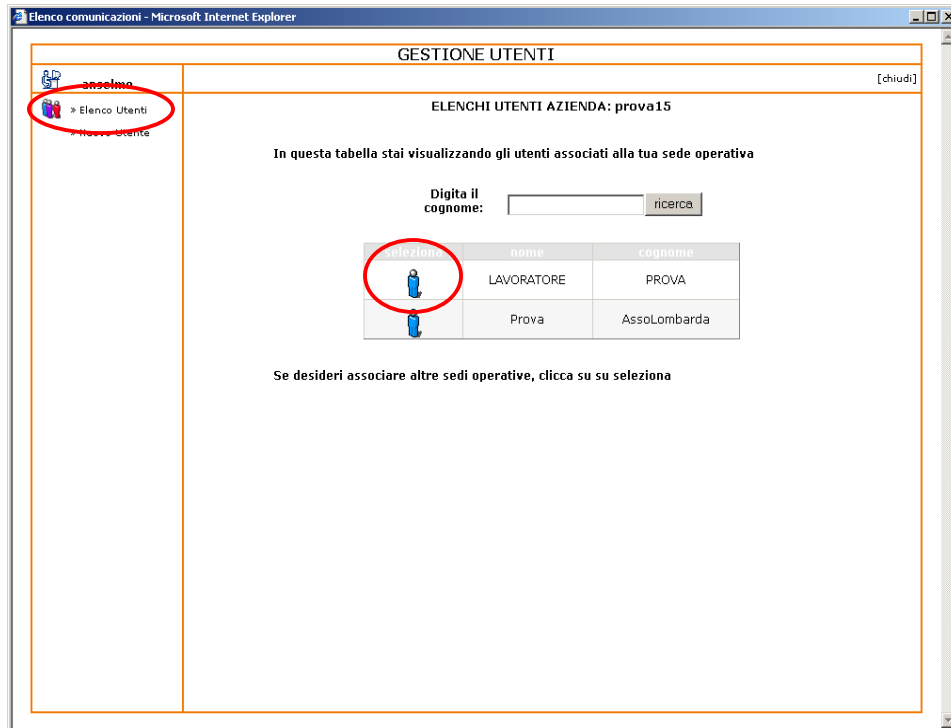 Elenco comunicazioni - Microsoft Internet Explorer
GESTIONE UTENTI
anselmo
[chiudi]
» Elenco Utenti
» Nuovo Utente
ELENCHI UTENTI AZIENDA: prova15
In questa tabella stai visualizzando gli utenti associati alla tua sede operativa
Digita il
cognome:
ricerca
seleziona nome cognome
LAVORATORE PROVA
Prova AssoLombarda
Se desideri associare altre sedi operative, clicca su su seleziona